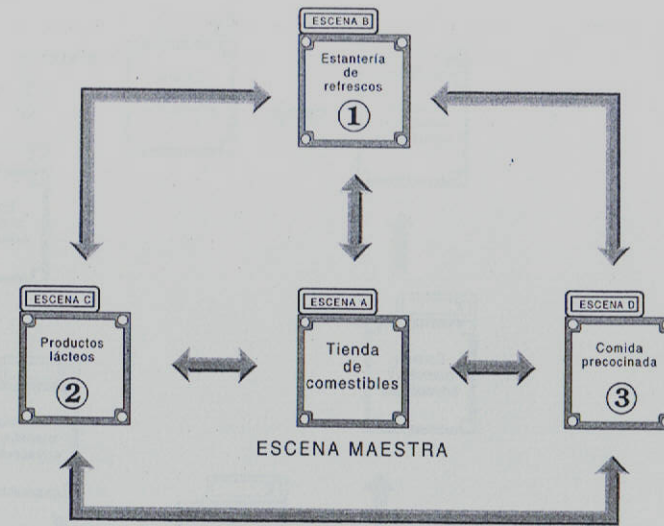 ESCENA B
Estantería
de
refrescos
1
ESCENA C
Productos
lácteos
2
ESCENA A
Tienda
de
comestibles
ESCENA D
Comida
precocinada
3
ESCENA MAESTRA